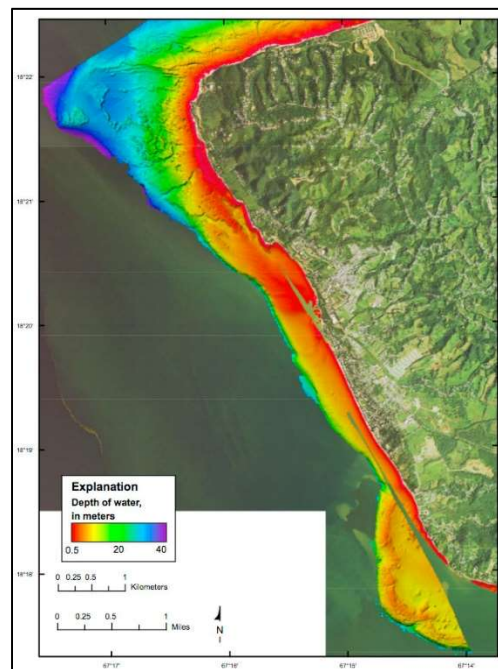 18°22'
18°21'
18°20'
18°19'
18°18'
Explanation
Depth of water,
in meters
0.5 20 40
0 0.25 0.5 1
Kilometers
0 0.25 0.5 1
Miles
N
67°17' 67°16' 67°15' 67°14'